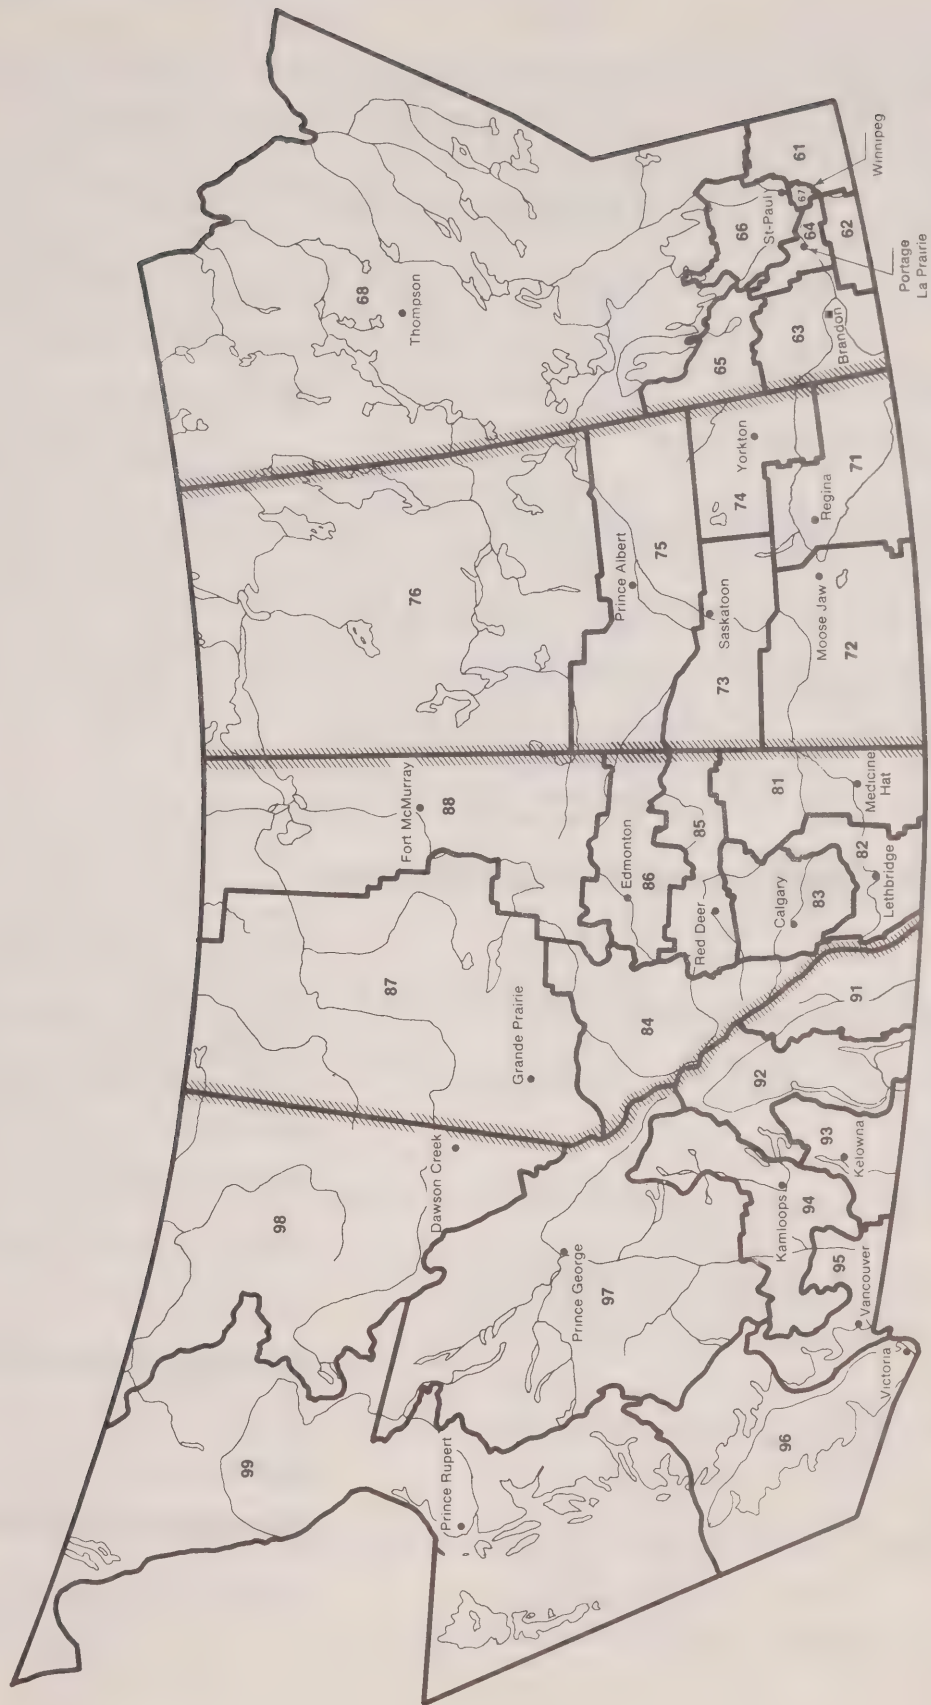 99
98
Prince Rupert
97
Prince George
Dawson Creek
96
Victoria
Vancouver
95
94
Kamloops
93
Kelowna
92
91
87
Grande Prairie
84
88
Fort McMurray
86
Edmonton
85
Red Deer
83
Calgary
82
Lethbridge
81
Medicine
Hat
76
75
Prince Albert
73
Saskatoon
74
Yorkton
72
Moose Jaw
71
Regina
68
Thompson
65
66
63
Brandon
St-Paul
64
67
61
62
Winnipeg
Portage
La Prairie